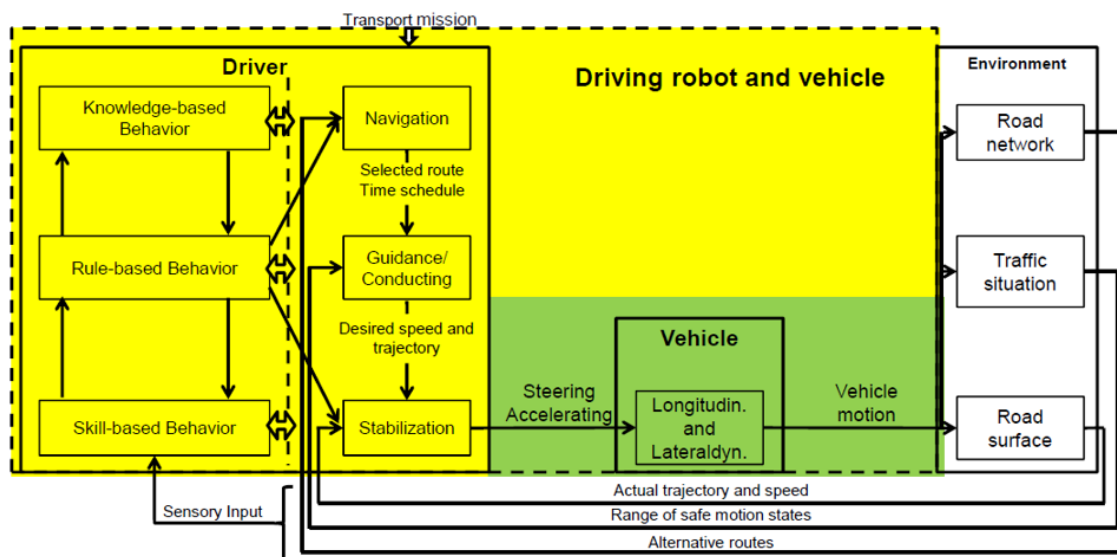 Transport mission
Driver
Driving robot and vehicle
Environment
Knowledge-based
Behavior
Navigation
Road
network
Selected route
Time schedule
Rule-based Behavior
Guidance/
Conducting
Traffic
situation
Desired speed and
trajectory
Vehicle
Steering
Accelerating
Vehicle
motion
Skill-based Behavior
Stabilization
Longitudin.
and
Lateraldyn.
Road
surface
Actual trajectory and speed
Sensory Input
Range of safe motion states
Alternative routes